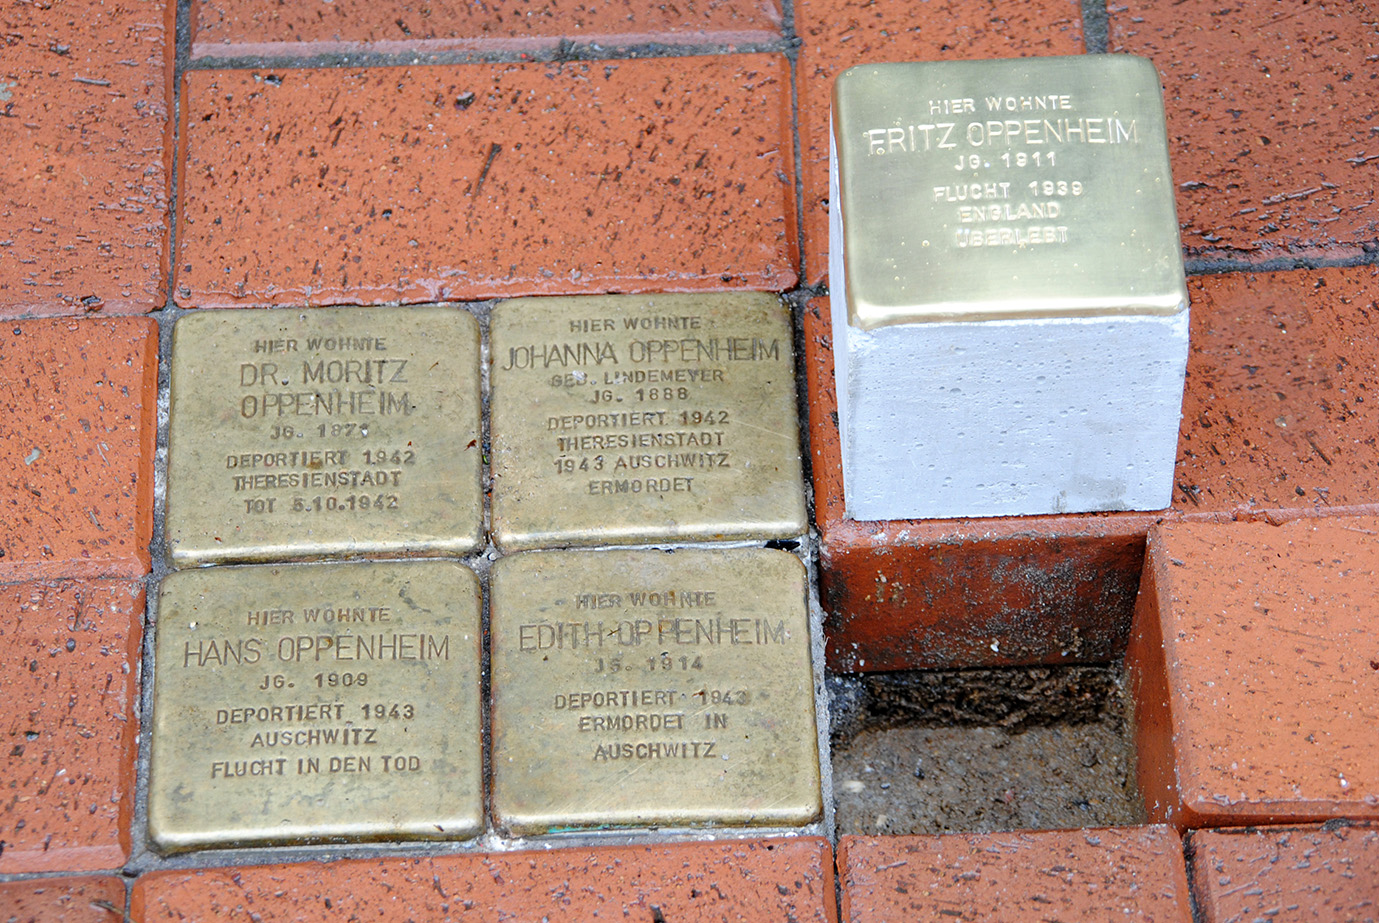 HIER WOHNTE
DR. MORITZ
OPPENHEIM
JG.
DEPORTIERT 1942
THERESIENSTADT
TOT 5.10.1942
HIER WOHNTE
JOHANNA OPPENHEIM
GEB. LINDEMEYER
JG. 1888
DEPORTIERT 1942
THERESIENSTADT
1943 AUSCHWITZ
ERMORDET
HIER WOHNTE
FRITZ OPPENHEIM
JG. 1911
FLUCHT 1939
ENGLAND
ÜBERLEBT
HIER WOHNTE
HANS OPPENHEIM
JG. 1909
DEPORTIERT 1943
AUSCHWITZ
FLUCHT IN DEN TOD
HIER WOHNTE
EDITH OPPENHEIM
JG. 1914
DEPORTIERT 1943
ERMORDET IN
AUSCHWITZ